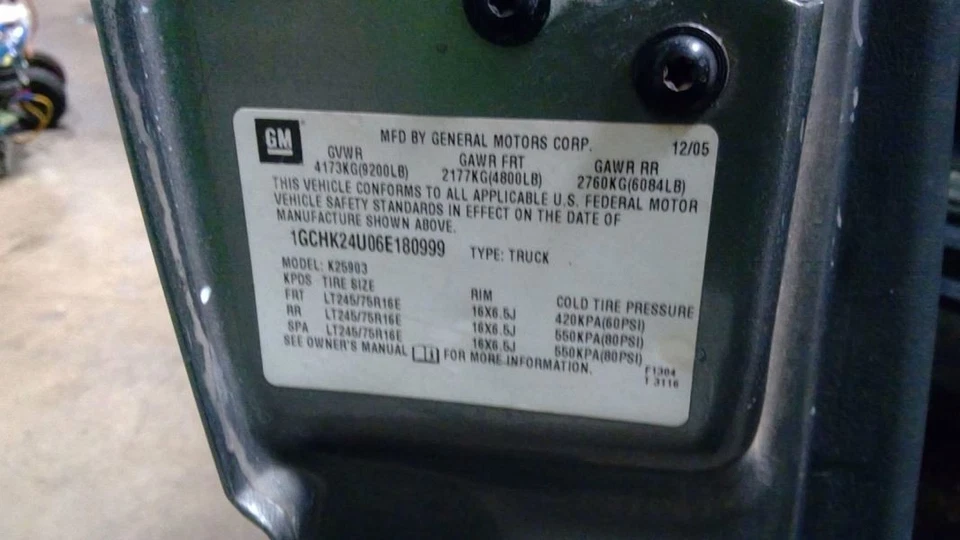 GM
MFD BY GENERAL MOTORS CORP. 12/05
GVWR GAWR FRT GAWR RR
4173KG(9200LB) 2177KG(4800LB) 2760KG(6084LB)
THIS VEHICLE CONFORMS TO ALL APPLICABLE U.S. FEDERAL MOTOR
VEHICLE SAFETY STANDARDS IN EFFECT ON THE DATE OF
MANUFACTURE SHOWN ABOVE.
1GCHK24U06E180999 TYPE: TRUCK
MODEL: K25903
KPDS TIRE SIZE RIM COLD TIRE PRESSURE
FRT LT245/75R16E 16X6.5J 420KPA(60PSI)
RR LT245/75R16E 16X6.5J 550KPA(80PSI)
SPA LT245/75R16E 16X6.5J 550KPA(80PSI)
SEE OWNER'S MANUAL FOR MORE INFORMATION.
F1304
T 3116